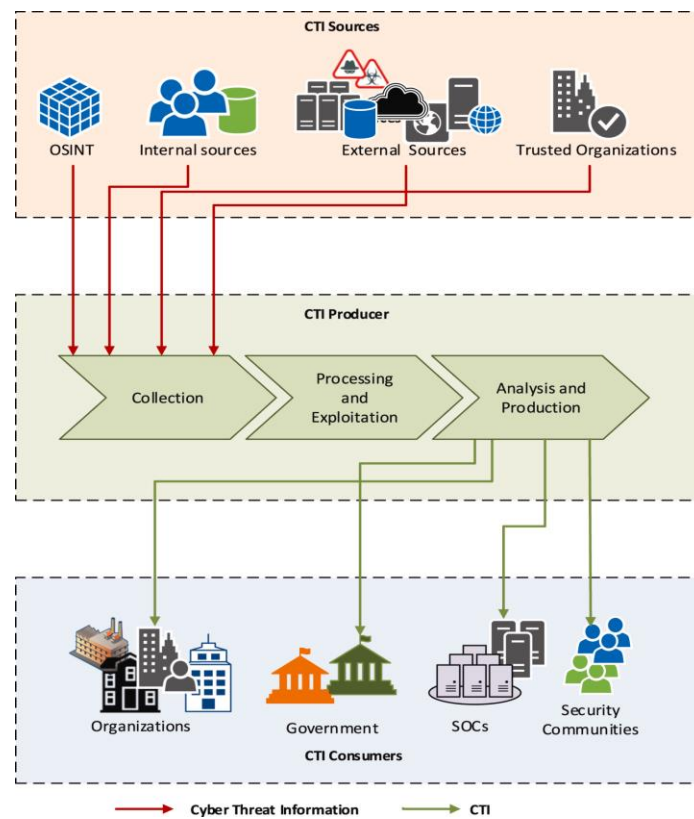 CTI Sources
OSINT
Internal sources
External Sources
Trusted Organizations
CTI Producer
Collection
Processing
and
Exploitation
Analysis and
Production
Organizations
Government
SOCs
Security
Communities
CTI Consumers
Cyber Threat Information
CTI